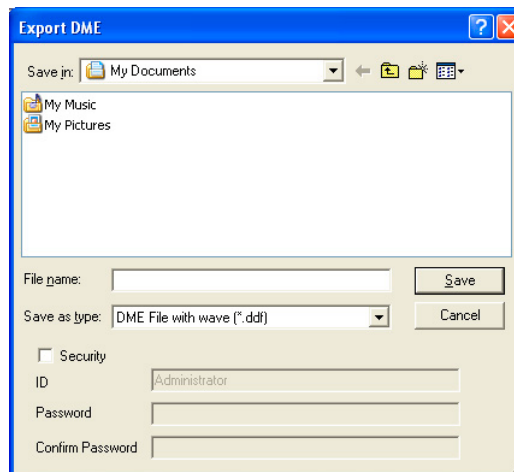 Export DME
Save in: My Documents
My Music
My Pictures
File name:
Save
Save as type: DME File with wave (*.ddf)
Cancel
Security
ID Administrator
Password
Confirm Password